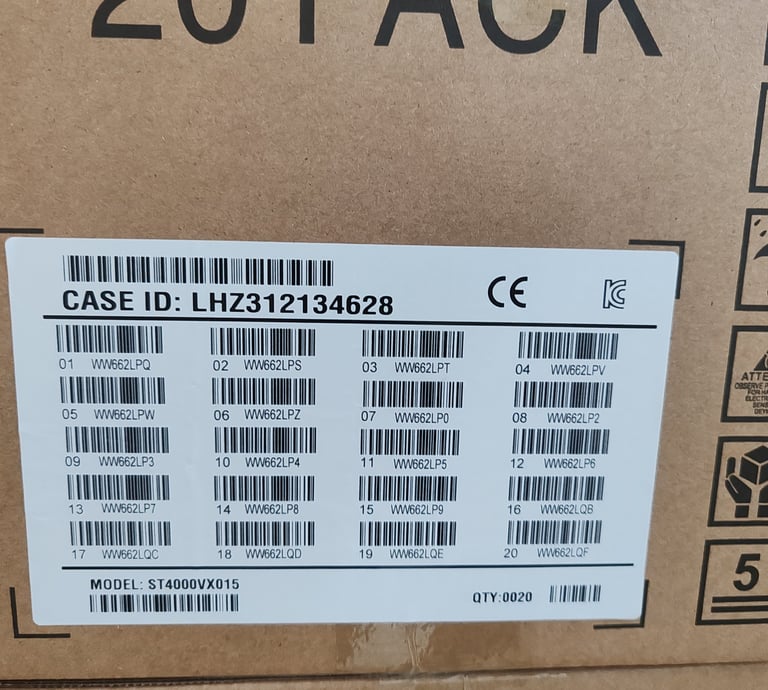 20 PACK
CASE ID: LHZ312134628
CE
01 WW662LPQ 02 WW662LPS 03 WW662LPT 04 WW662LPV
05 WW662LPW 06 WW662LPZ 07 WW662LP0 08 WW662LP2
09 WW662LP3 10 WW662LP4 11 WW662LP5 12 WW662LP6
13 WW662LP7 14 WW662LP8 15 WW662LP9 16 WW662LQB
17 WW662LQC 18 WW662LQD 19 WW662LQE 20 WW662LQF
MODEL: ST4000VX015
QTY:0020
5